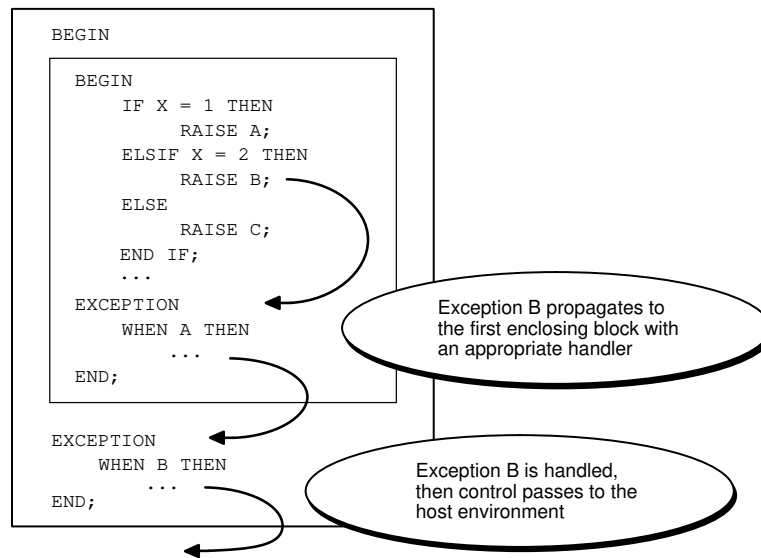 BEGIN
BEGIN
IF X = 1 THEN
RAISE A;
ELSIF X = 2 THEN
RAISE B;
ELSE
RAISE C;
END IF;
...
EXCEPTION
WHEN A THEN
...
END;
EXCEPTION
WHEN B THEN
...
END;
Exception B propagates to
the first enclosing block with
an appropriate handler
Exception B is handled,
then control passes to the
host environment